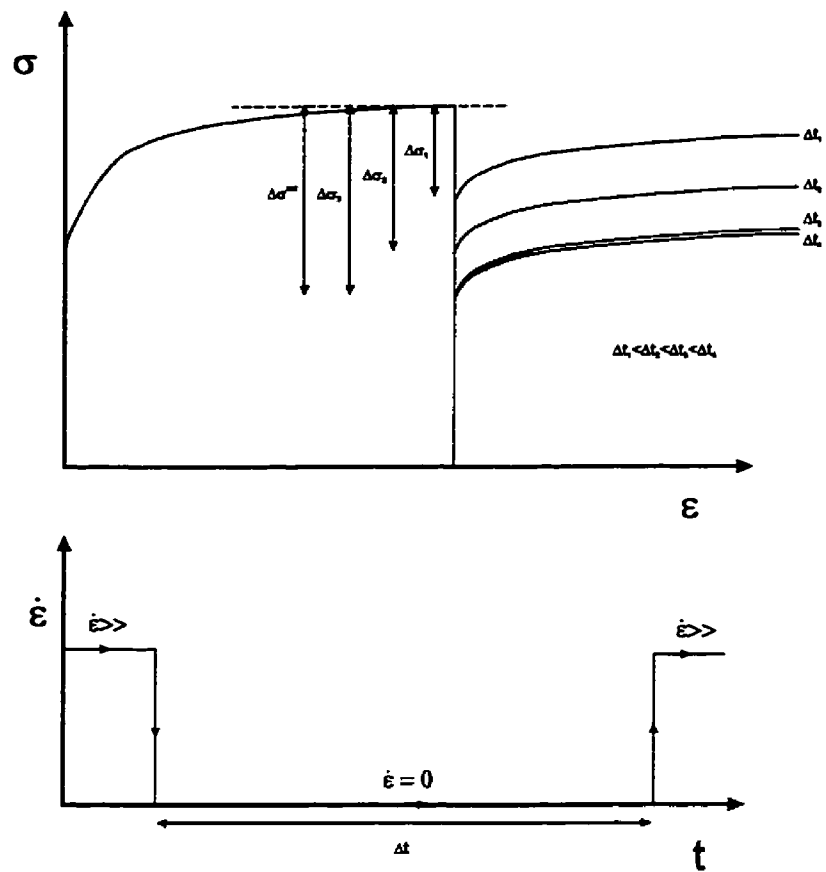 σ
Δσ₁
Δσ₂
Δσ₃
Δt₁
Δt₂
Δt₃
Δt₄
Δt₁<Δt₂<Δt₃<Δt₄
ε
ε̇
ε̇>>
ε̇>>
ε̇ = 0
Δt
t